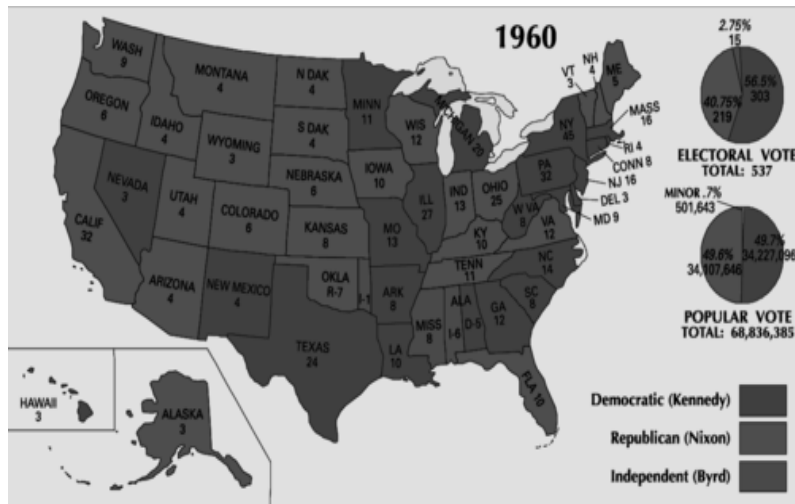 1960
WASH
9
OREGON
6
CALIF
32
NEVADA
3
IDAHO
4
MONTANA
4
WYOMING
3
UTAH
4
COLORADO
6
ARIZONA
4
NEW MEXICO
4
N DAK
4
S DAK
4
NEBRASKA
6
KANSAS
8
OKLA
R-7
I-1
TEXAS
24
MINN
11
IOWA
10
MO
13
ARK
8
LA
10
WIS
12
ILL
27
MICHIGAN 20
IND
13
OHIO
25
KY
10
TENN
11
MISS
8
ALA
I-6
D-5
GA
12
FLA 10
SC
8
NC
14
VA
12
W VA
8
PA
32
NY
45
VT
3
NH
4
ME
5
MASS
16
RI 4
CONN 8
NJ 16
DEL 3
MD 9
HAWAII
3
ALASKA
3
2.75%
15
56.5%
303
40.75%
219
ELECTORAL VOTE
TOTAL: 537
MINOR .7%
501,643
49.6%
34,107,646
49.7%
34,227,096
POPULAR VOTE
TOTAL: 68,836,385
Democratic (Kennedy)
Republican (Nixon)
Independent (Byrd)